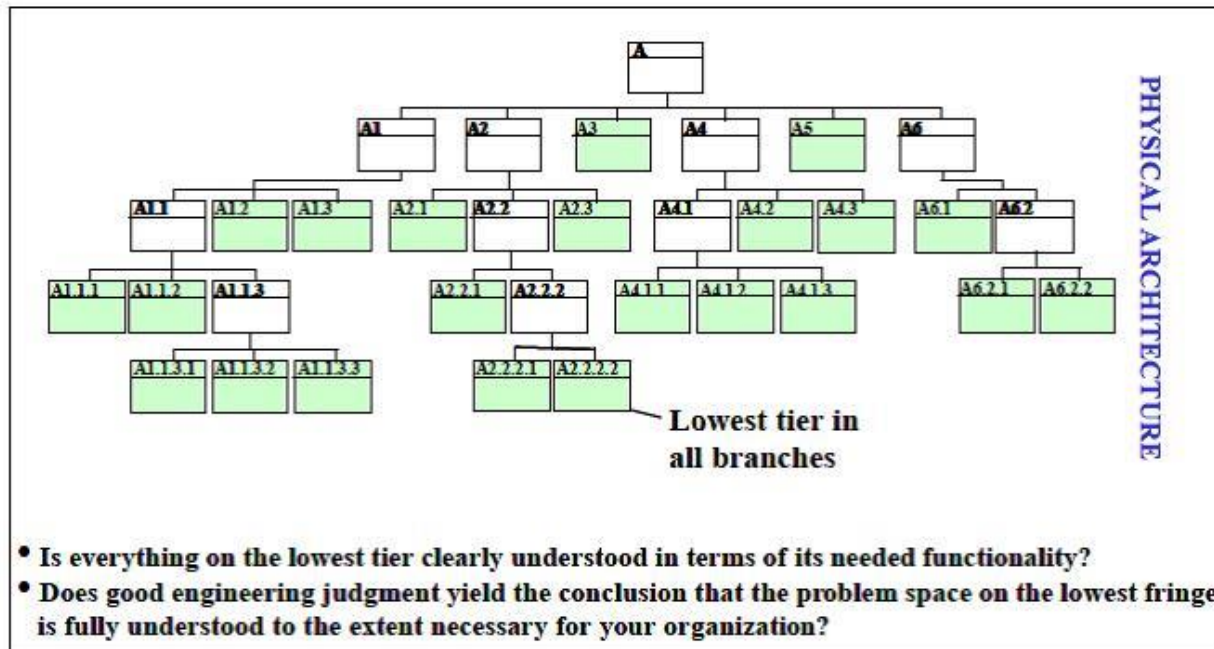 A
A1
A2
A3
A4
A5
A6
A1.1
A1.2
A1.3
A2.1
A2.2
A2.3
A4.1
A4.2
A4.3
A6.1
A6.2
A1.1.1
A1.1.2
A1.1.3
A2.2.1
A2.2.2
A4.1.1
A4.1.2
A4.1.3
A6.2.1
A6.2.2
A1.1.3.1
A1.1.3.2
A1.1.3.3
A2.2.2.1
A2.2.2.2
Lowest tier in
all branches
PHYSICAL ARCHITECTURE
• Is everything on the lowest tier clearly understood in terms of its needed functionality?
• Does good engineering judgment yield the conclusion that the problem space on the lowest fringe
is fully understood to the extent necessary for your organization?